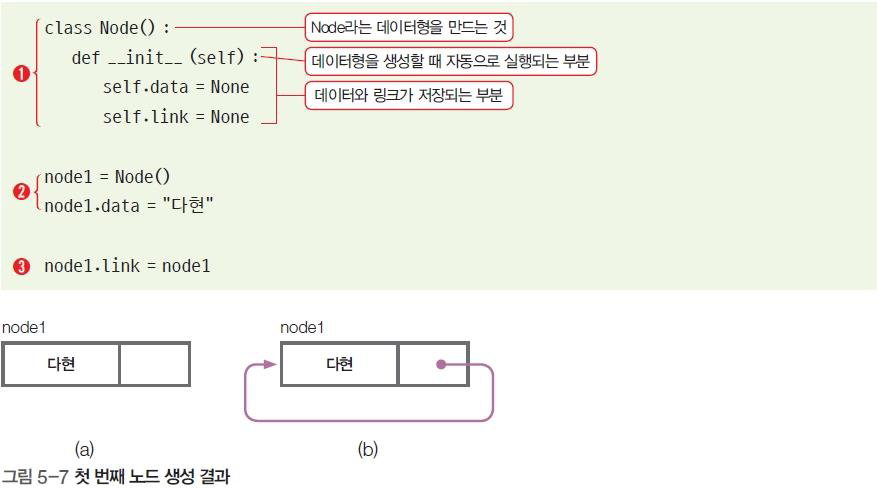 class Node() : Node라는 데이터형을 만드는 것
def __init__ (self) : 데이터형을 생성할 때 자동으로 실행되는 부분
❶
self.data = None 데이터와 링크가 저장되는 부분
self.link = None
node1 = Node()
❷
node1.data = "다현"
❸ node1.link = node1
node1 node1
다현 다현
(a) (b)
그림 5-7 첫 번째 노드 생성 결과